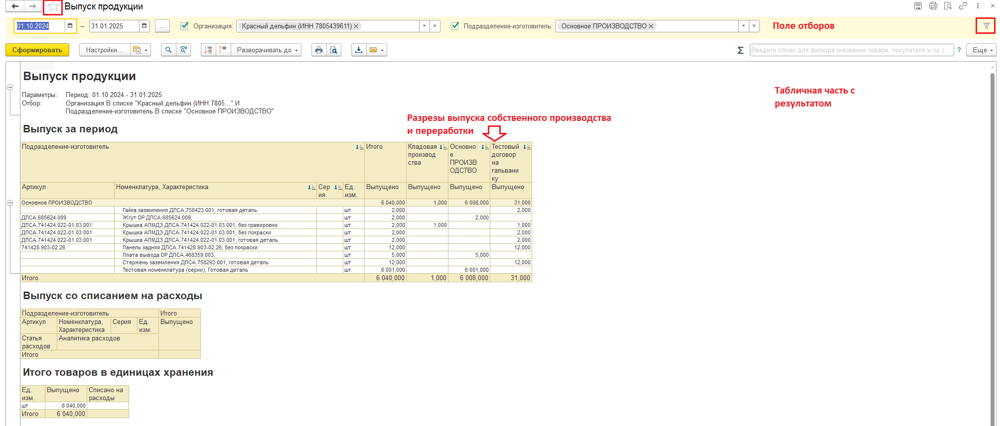 Выпуск продукции
01.10.2024 – 31.01.2025 ... Организация: Красный дельфин (ИНН 7805439611) × Подразделение-изготовитель: Основное ПРОИЗВОДСТВО × Поле отборов
Сформировать Настройки... Разворачивать до Σ Введите слово для фильтра (название товара, покупателя и пр.) ? Еще
Выпуск продукции
Параметры: Период: 01.10.2024 - 31.01.2025
Отбор: Организация В списке "Красный дельфин (ИНН 7805..." И
Подразделение-изготовитель В списке "Основное ПРОИЗВОДСТВО"
Табличная часть с
результатом
Разрезы выпуска собственного производства
и переработки
Выпуск за период
Подразделение-изготовитель Итого Кладовая Основно Тестовый
производ е договор
ства ПРОИЗВ на
ОДСТВО гальвани
ку
Артикул Номенклатура, Характеристика Сер Ед. Выпущено Выпущено Выпущено Выпущено
ия изм.
Основное ПРОИЗВОДСТВО 6 040,000 1,000 6 008,000 31,000
Гайка заземления ДПСА.758423.001, готовая деталь шт 2,000 2,000
ДПСА.685624.009 Жгут DP ДПСА.685624.009, шт 2,000 2,000
ДПСА.741424.022-01.03.001 Крышка АПМДЗ ДПСА.741424.022-01.03.001, без гравировки шт 2,000 1,000 1,000
ДПСА.741424.022-01.03.001 Крышка АПМДЗ ДПСА.741424.022-01.03.001, без покраски шт 2,000 2,000
ДПСА.741424.022-01.03.001 Крышка АПМДЗ ДПСА.741424.022-01.03.001, готовая деталь шт 2,000 2,000
741428.903-02.26 Панель задняя ДПСА.741428.903-02.26, без покраски шт 12,000 12,000
Плата вывода DP ДПСА.468359.003, шт 5,000 5,000
Стержень заземления ДПСА.758293.001, готовая деталь шт 12,000 12,000
Тестовая номенклатура (серии), Готовая деталь шт 6 001,000 6 001,000
Итого 6 040,000 1,000 6 008,000 31,000
Выпуск со списанием на расходы
Подразделение-изготовитель Итого
Артикул Номенклатура, Серия Ед. Выпущено
Характеристика изм.
Статья Аналитика расходов
расходов
Итого
Итого товаров в единицах хранения
Ед. Выпущено Списано на
изм. расходы
шт 6 040,000
Итого 6 040,000